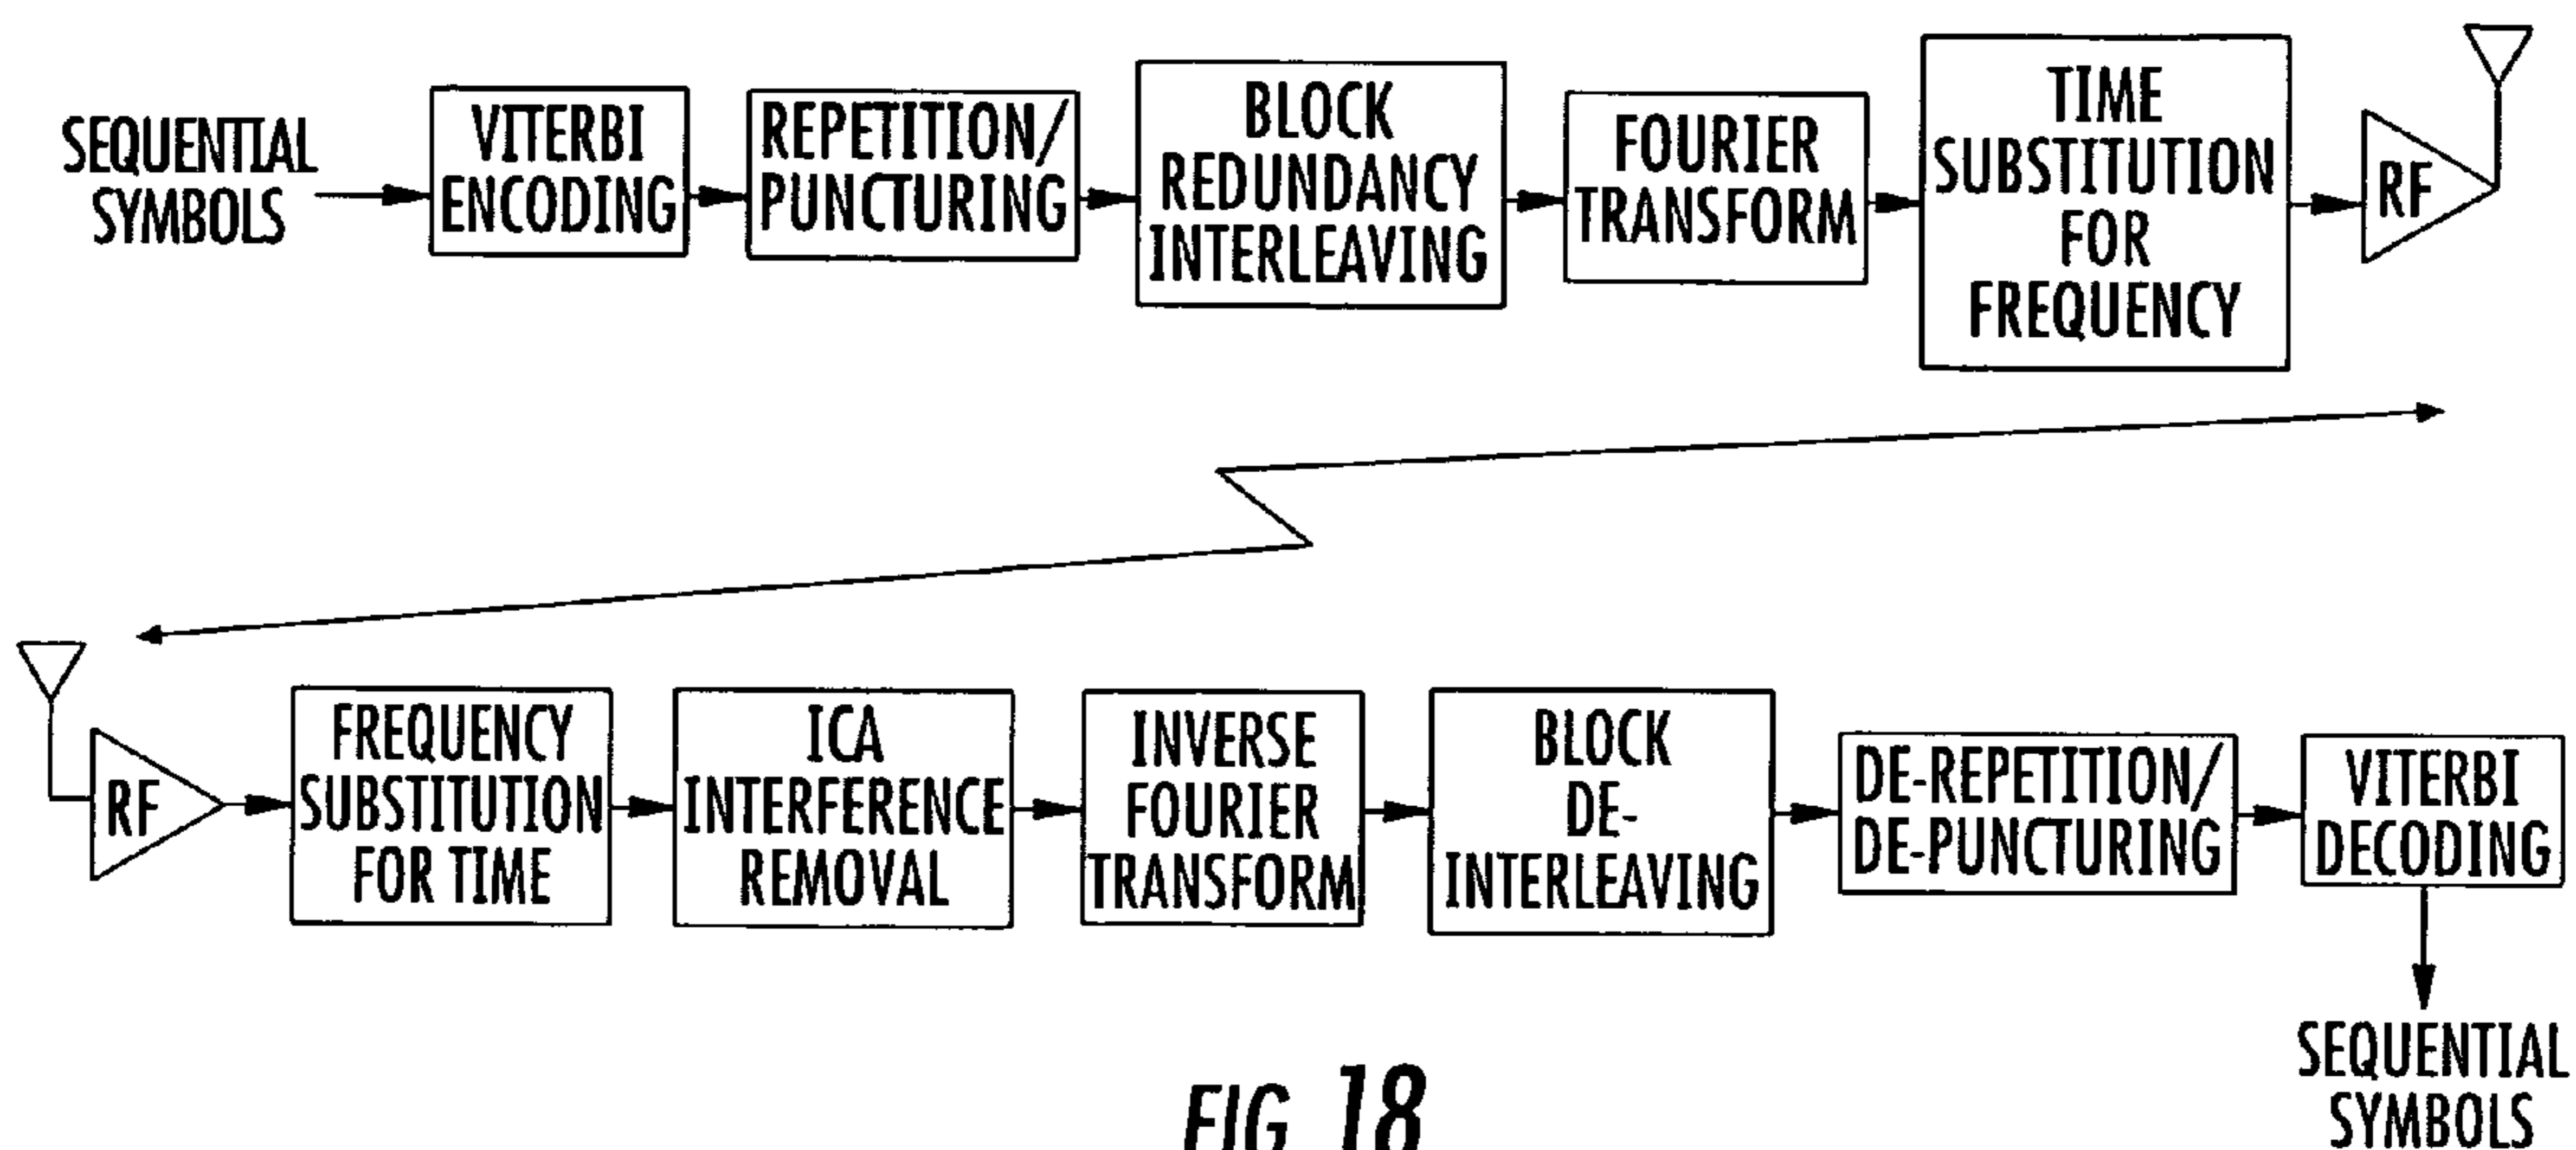 SEQUENTIAL
SYMBOLS
VITERBI
ENCODING
REPETITION/
PUNCTURING
BLOCK
REDUNDANCY
INTERLEAVING
FOURIER
TRANSFORM
TIME
SUBSTITUTION
FOR
FREQUENCY
RF
RF
FREQUENCY
SUBSTITUTION
FOR TIME
ICA
INTERFERENCE
REMOVAL
INVERSE
FOURIER
TRANSFORM
BLOCK
DE-
INTERLEAVING
DE-REPETITION/
DE-PUNCTURING
VITERBI
DECODING
SEQUENTIAL
SYMBOLS
FIG 18